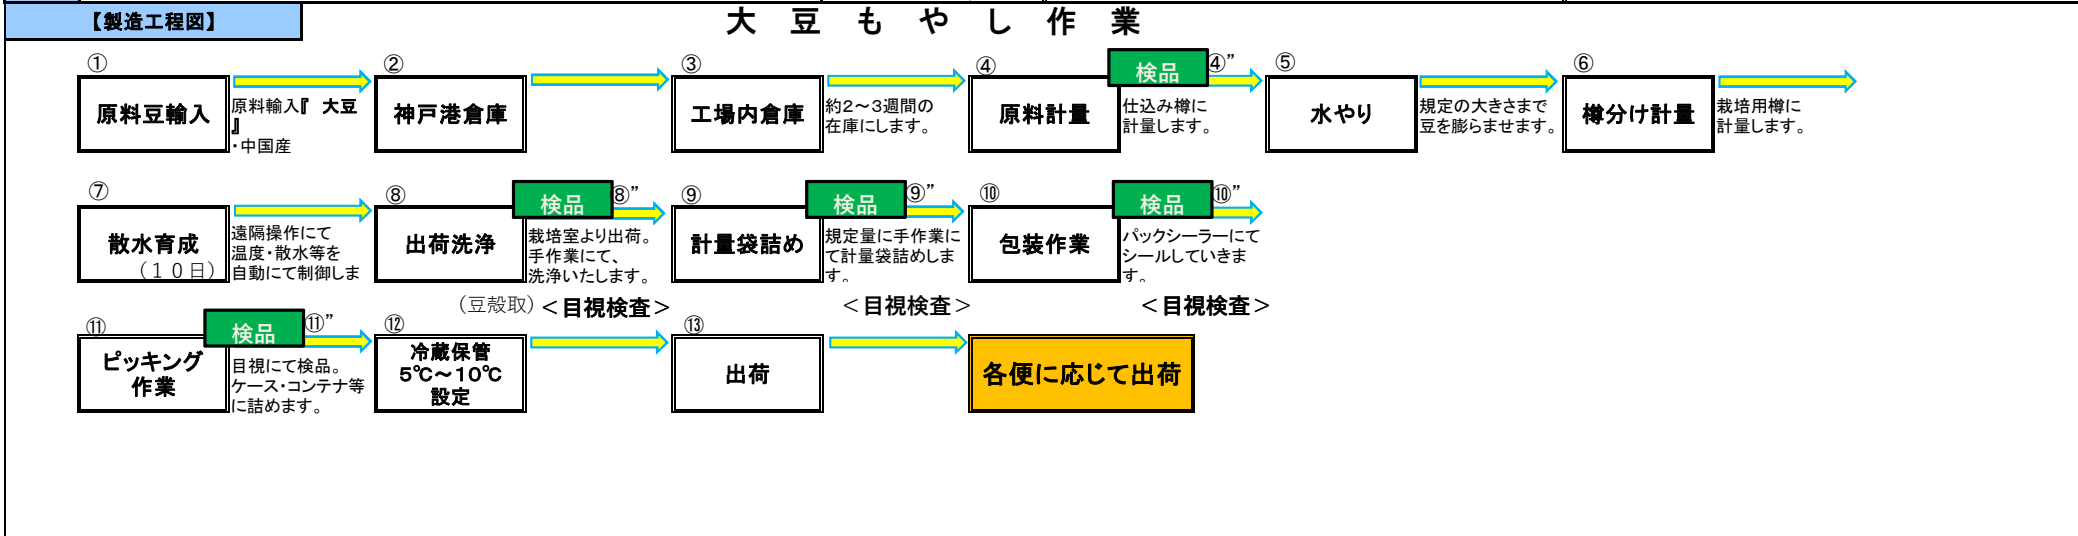 【製造工程図】
大豆もやし作業
①
原料豆輸入
原料輸入『 大豆
』
・中国産
②
神戸港倉庫
③
工場内倉庫
約2～3週間の
在庫にします。
④
原料計量
検品
④”
仕込み樽に
計量します。
⑤
水やり
規定の大きさまで
豆を膨らませます。
⑥
樽分け計量
栽培用樽に
計量します。
⑦
散水育成
（１０日）
遠隔操作にて
温度・散水等を
自動にて制御しま
⑧
出荷洗浄
検品
⑧”
栽培室より出荷。
手作業にて、
洗浄いたします。
（豆殻取）＜目視検査＞
⑨
計量袋詰め
検品
⑨”
規定量に手作業に
て計量袋詰めしま
す。
＜目視検査＞
⑩
包装作業
検品
⑩”
パックシーラーにて
シールしていきま
す。
＜目視検査＞
⑪
ピッキング
作業
検品
⑪”
目視にて検品。
ケース・コンテナ等
に詰めます。
⑫
冷蔵保管
5℃～10℃
設定
⑬
出荷
各便に応じて出荷